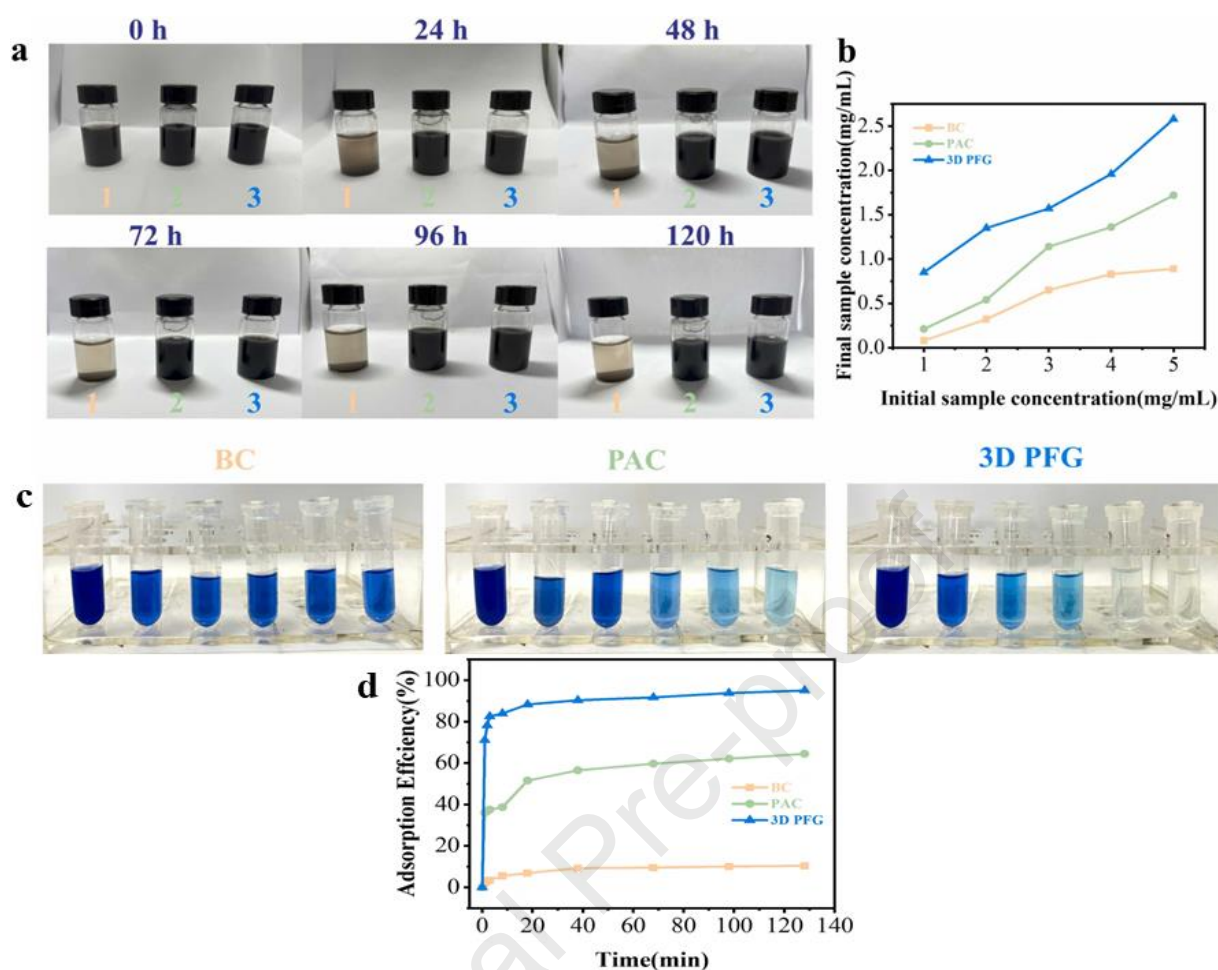 a
0 h 24 h 48 h
1 2 3 1 2 3 1 2 3
72 h 96 h 120 h
1 2 3 1 2 3 1 2 3
b
Final sample concentration(mg/mL)
2.5
2.0
1.5
1.0
0.5
0.0
BC
PAC
3D PFG
1 2 3 4 5
Initial sample concentration(mg/mL)
BC PAC 3D PFG
c
d
Adsorption Effciency(%)
100
80
60
40
20
0
BC
PAC
3D PFG
0 20 40 60 80 100 120 140
Time(min)
al Pre-proof